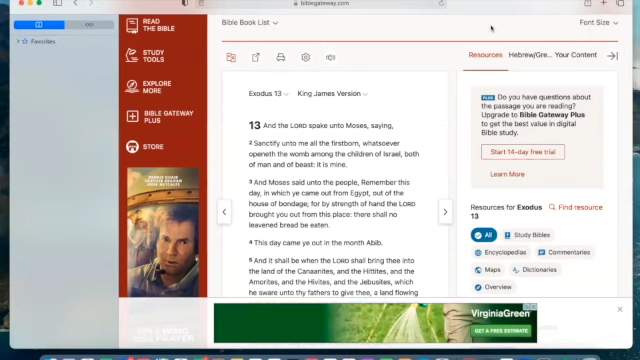 biblegateway.com
Favorites
READ
THE BIBLE
STUDY
TOOLS
EXPLORE
MORE
BIBLE GATEWAY
PLUS
STORE
Bible Book List
Font Size
Exodus 13
King James Version
13 And the LORD spake unto Moses, saying,
2 Sanctify unto me all the firstborn, whatsoever
openeth the womb among the children of Israel, both
of man and of beast: it is mine.
3 And Moses said unto the people, Remember this
day, in which ye came out from Egypt, out of the
house of bondage; for by strength of hand the LORD
brought you out from this place: there shall no
leavened bread be eaten.
4 This day came ye out in the month Abib.
5 And it shall be when the LORD shall bring thee into
the land of the Canaanites, and the Hittites, and the
Amorites, and the Hivites, and the Jebusites, which
he sware unto thy fathers to give thee, a land flowing
Resources Hebrew/Gre... Your Content
PLUS Do you have questions about
the passage you are reading?
Upgrade to Bible Gateway Plus
to get the best value in digital
Bible study.
Start 14-day free trial
Learn More
Resources for Exodus
13
Find resource
All
Study Bibles
Encyclopedias
Commentaries
Maps
Dictionaries
Overview
VirginiaGreen
GET A FREE ESTIMATE
PRAYER